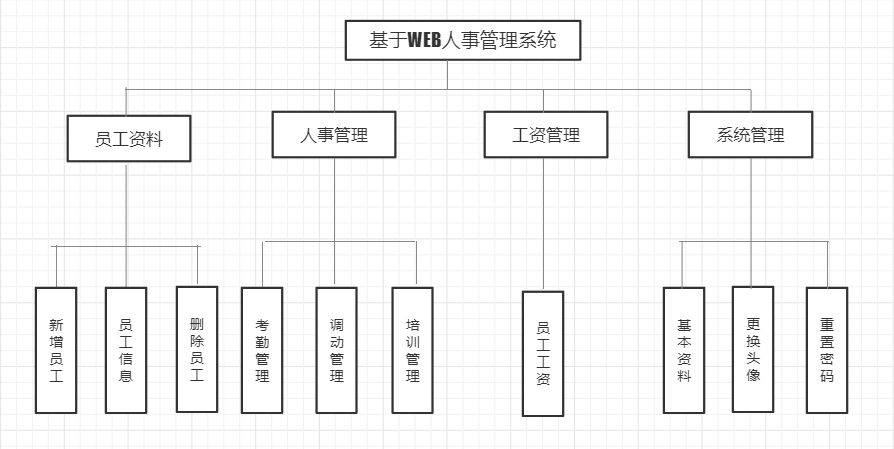 基于WEB人事管理系统
员工资料
人事管理
工资管理
系统管理
新增员工
员工信息
删除员工
考勤管理
调动管理
培训管理
员工工资
基本资料
更换头像
重置密码